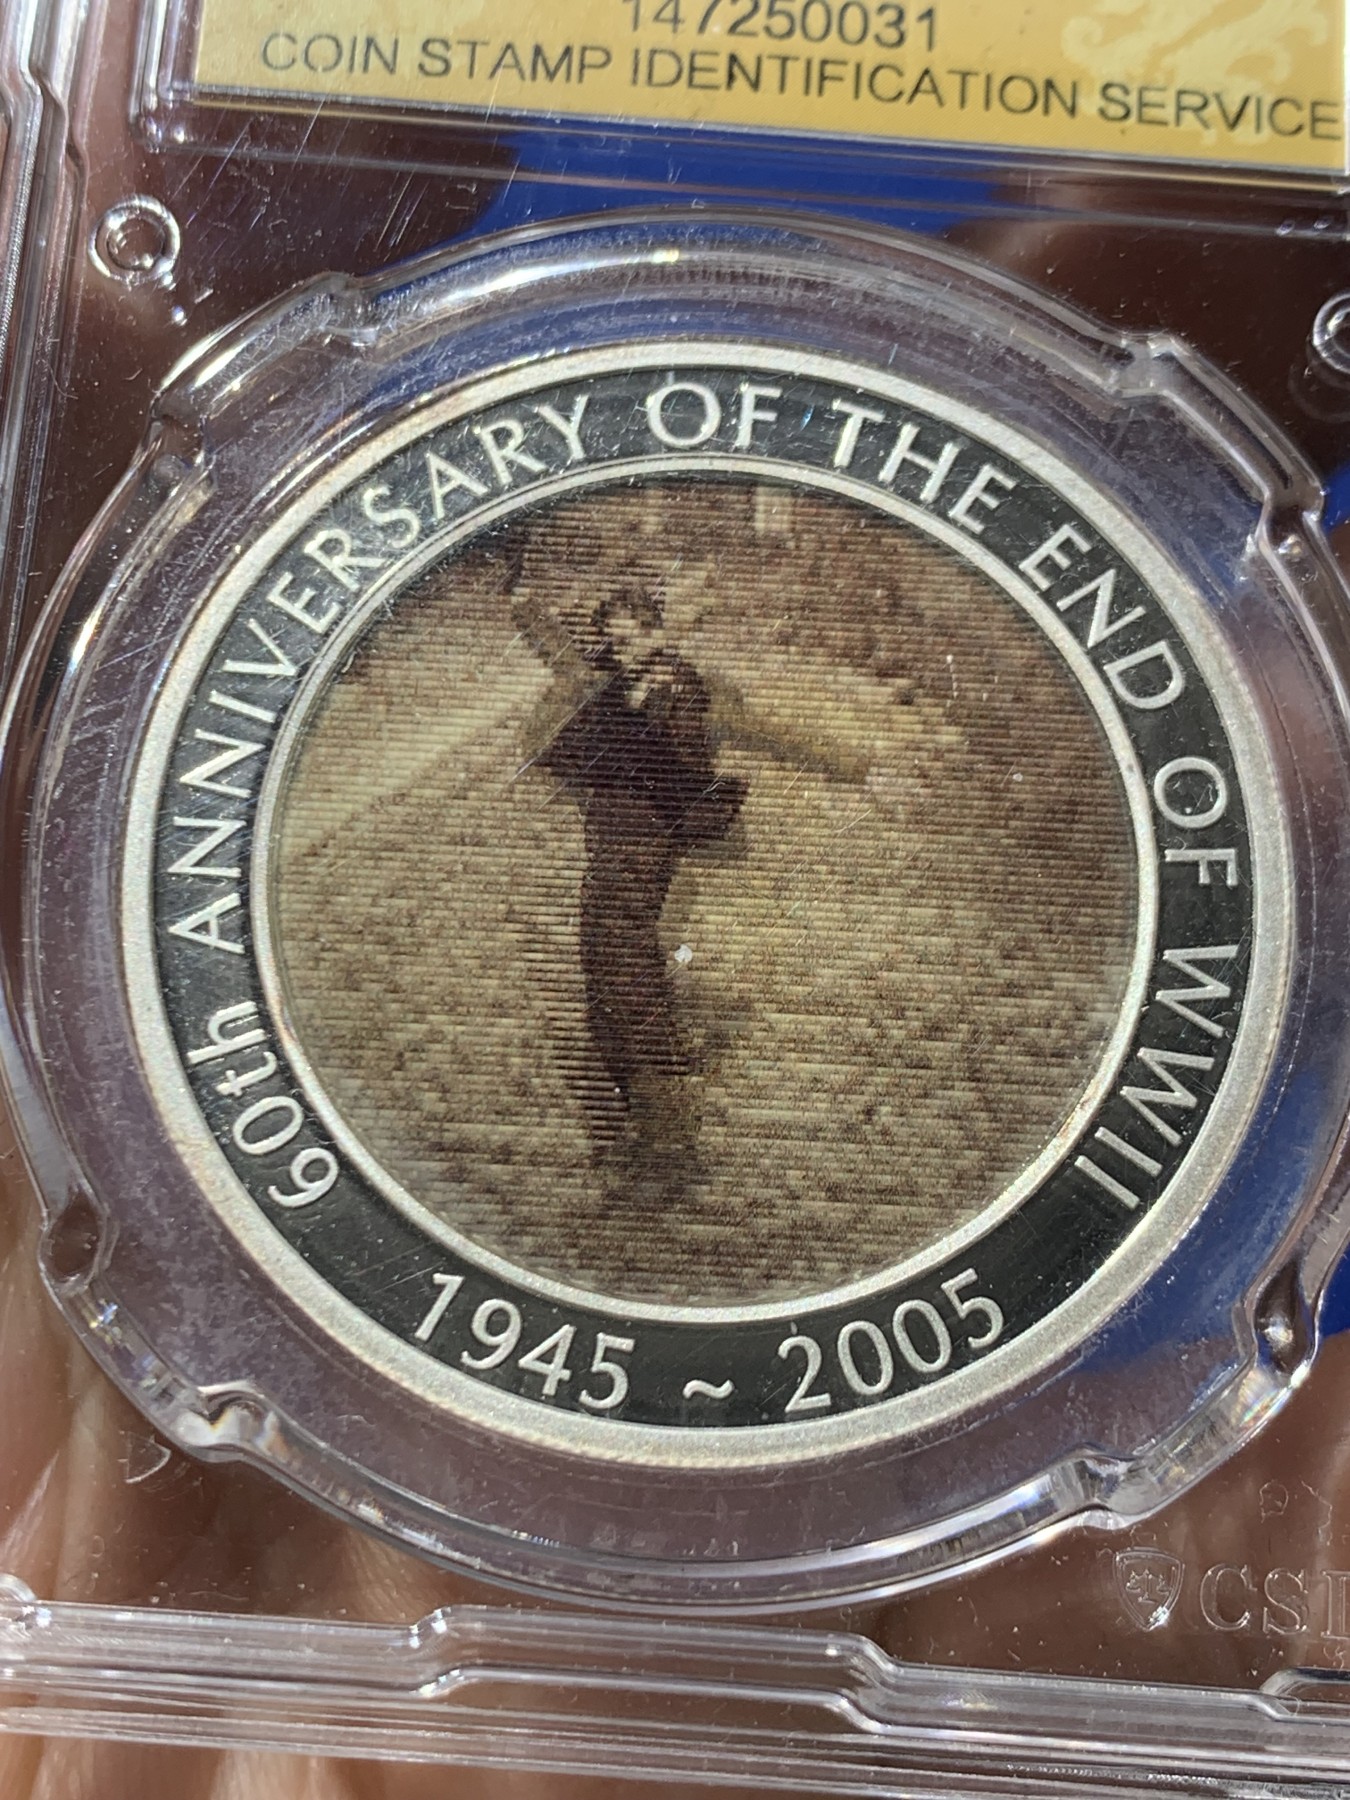 147250031
COIN STAMP IDENTIFICATION SERVICE
60th ANNIVERSARY OF THE END OF WWII
1945 ~ 2005